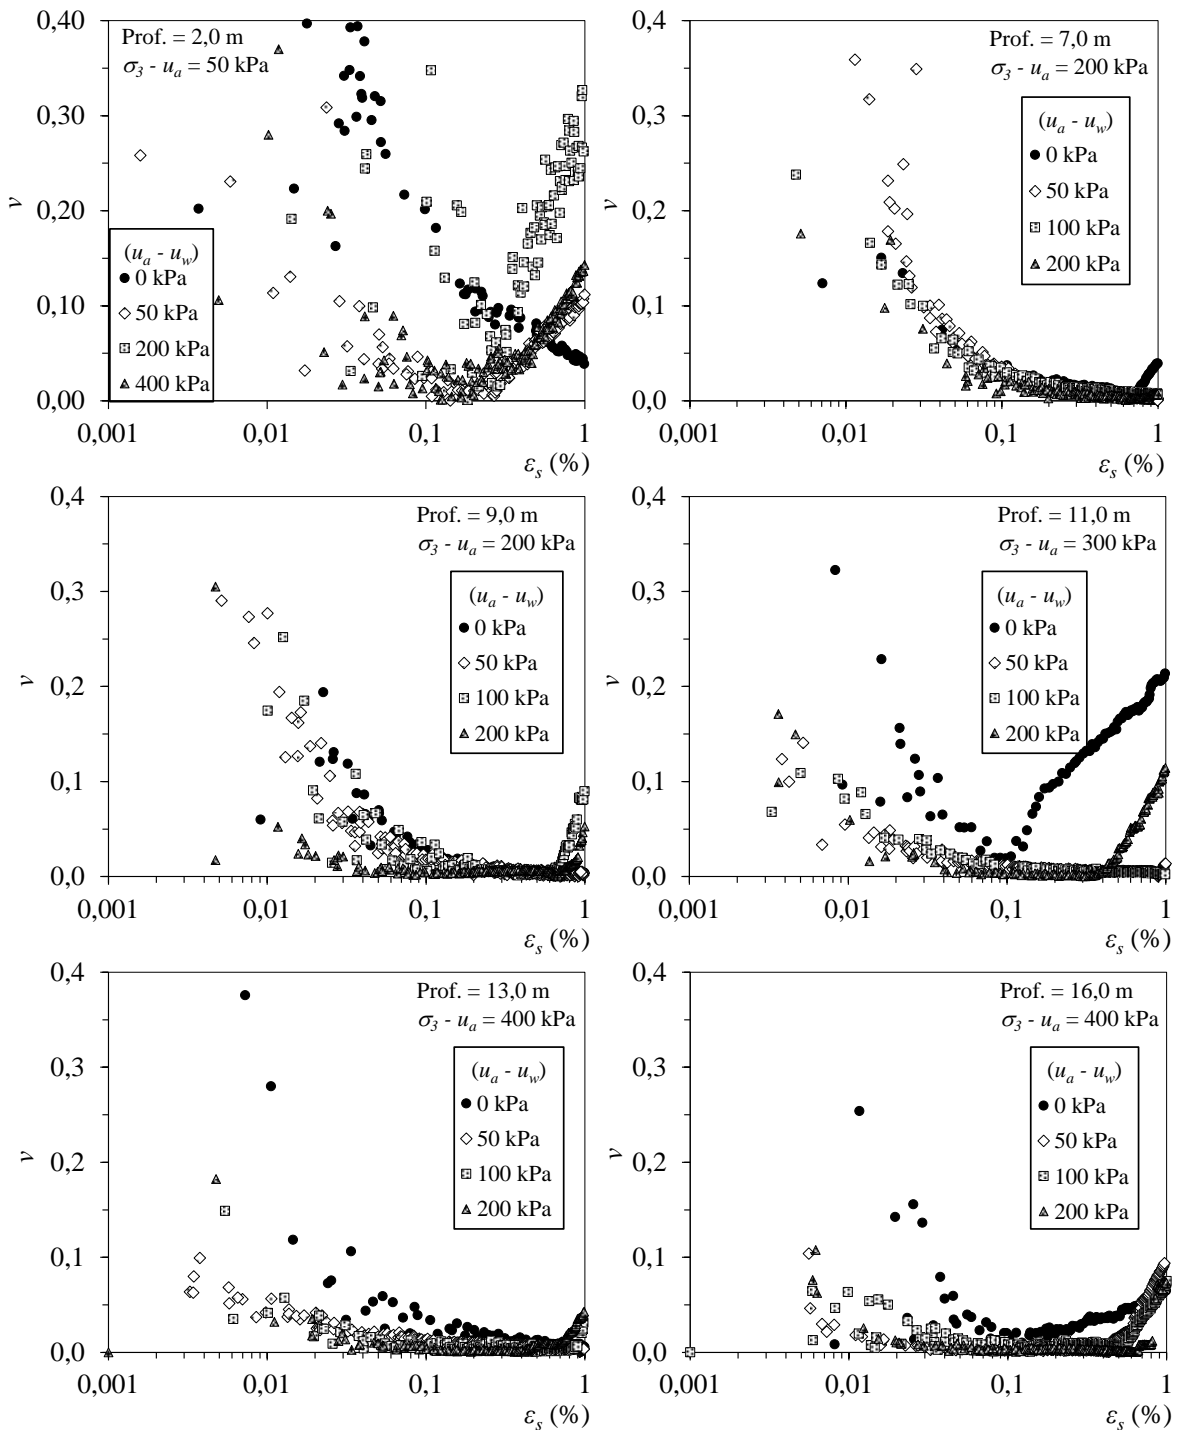 Prof. = 2,0 m
σ3 - ua = 50 kPa
0,40
0,30
0,20
0,10
0,00
ν
(ua - uw)
0 kPa
50 kPa
200 kPa
400 kPa
0,001
0,01
0,1
1
εs (%)
Prof. = 7,0 m
σ3 - ua = 200 kPa
0,4
0,3
0,2
0,1
0,0
ν
(ua - uw)
0 kPa
50 kPa
100 kPa
200 kPa
0,001
0,01
0,1
1
εs (%)
Prof. = 9,0 m
σ3 - ua = 200 kPa
0,4
0,3
0,2
0,1
0,0
ν
(ua - uw)
0 kPa
50 kPa
100 kPa
200 kPa
0,001
0,01
0,1
1
εs (%)
Prof. = 11,0 m
σ3 - ua = 300 kPa
0,4
0,3
0,2
0,1
0,0
ν
(ua - uw)
0 kPa
50 kPa
100 kPa
200 kPa
0,001
0,01
0,1
1
εs (%)
Prof. = 13,0 m
σ3 - ua = 400 kPa
0,4
0,3
0,2
0,1
0,0
ν
(ua - uw)
0 kPa
50 kPa
100 kPa
200 kPa
0,001
0,01
0,1
1
εs (%)
Prof. = 16,0 m
σ3 - ua = 400 kPa
0,4
0,3
0,2
0,1
0,0
ν
(ua - uw)
0 kPa
50 kPa
100 kPa
200 kPa
0,001
0,01
0,1
1
εs (%)